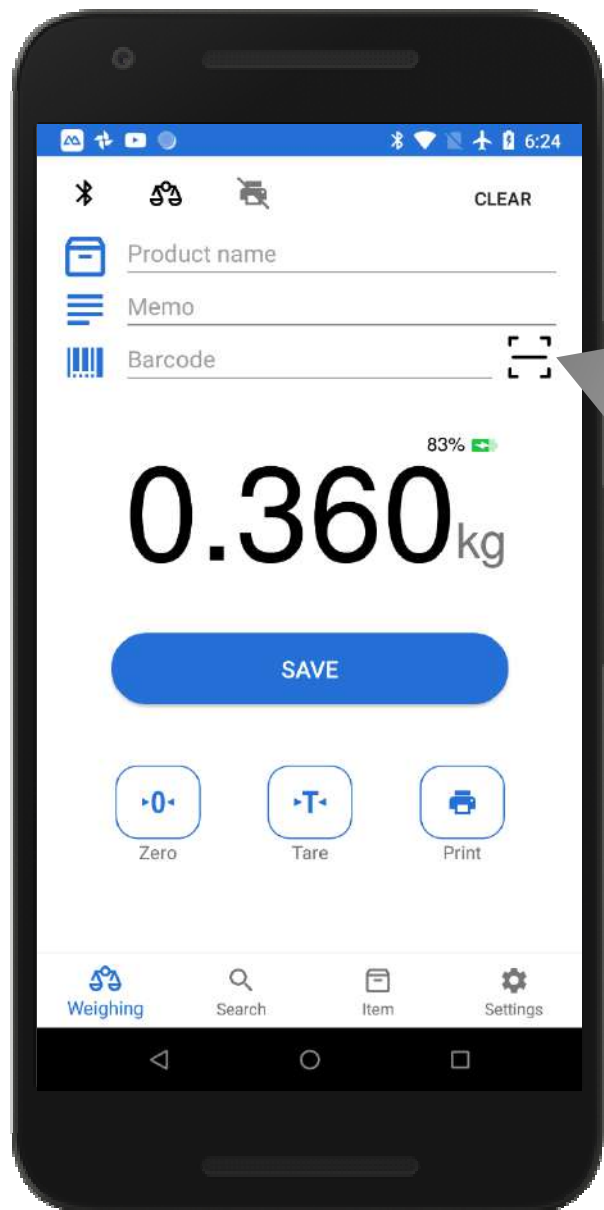 6:24
CLEAR
Product name
Memo
Barcode
83%
0.360kg
SAVE
0 T
Zero Tare Print
Weighing Search Item Settings